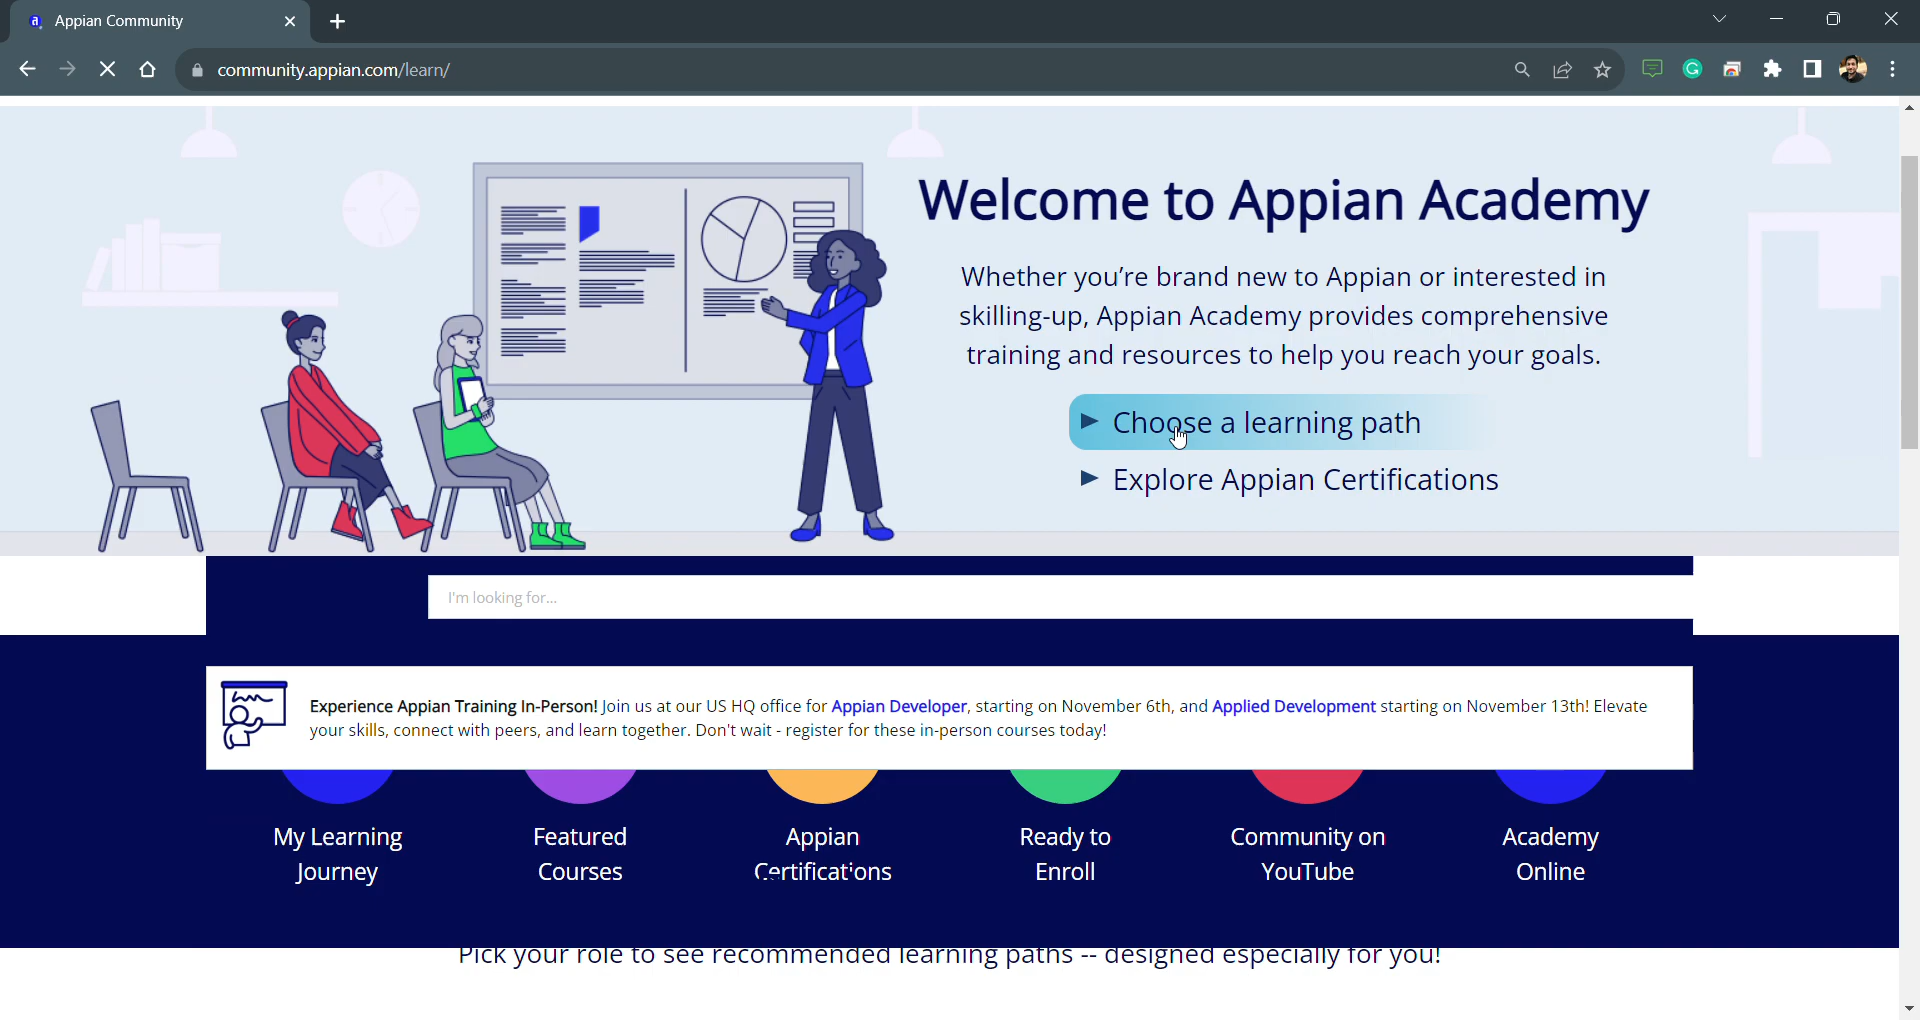 Appian Community
community.appian.com/learn/
Welcome to Appian Academy
Whether you’re brand new to Appian or interested in
skilling-up, Appian Academy provides comprehensive
training and resources to help you reach your goals.
Choose a learning path
Explore Appian Certifications
I'm looking for...
Experience Appian Training In-Person! Join us at our US HQ office for Appian Developer, starting on November 6th, and Applied Development starting on November 13th! Elevate
your skills, connect with peers, and learn together. Don't wait - register for these in-person courses today!
My Learning
Journey
Featured
Courses
Appian
Certifications
Ready to
Enroll
Community on
YouTube
Academy
Online
Pick your role to see recommended learning paths -- designed especially for you!